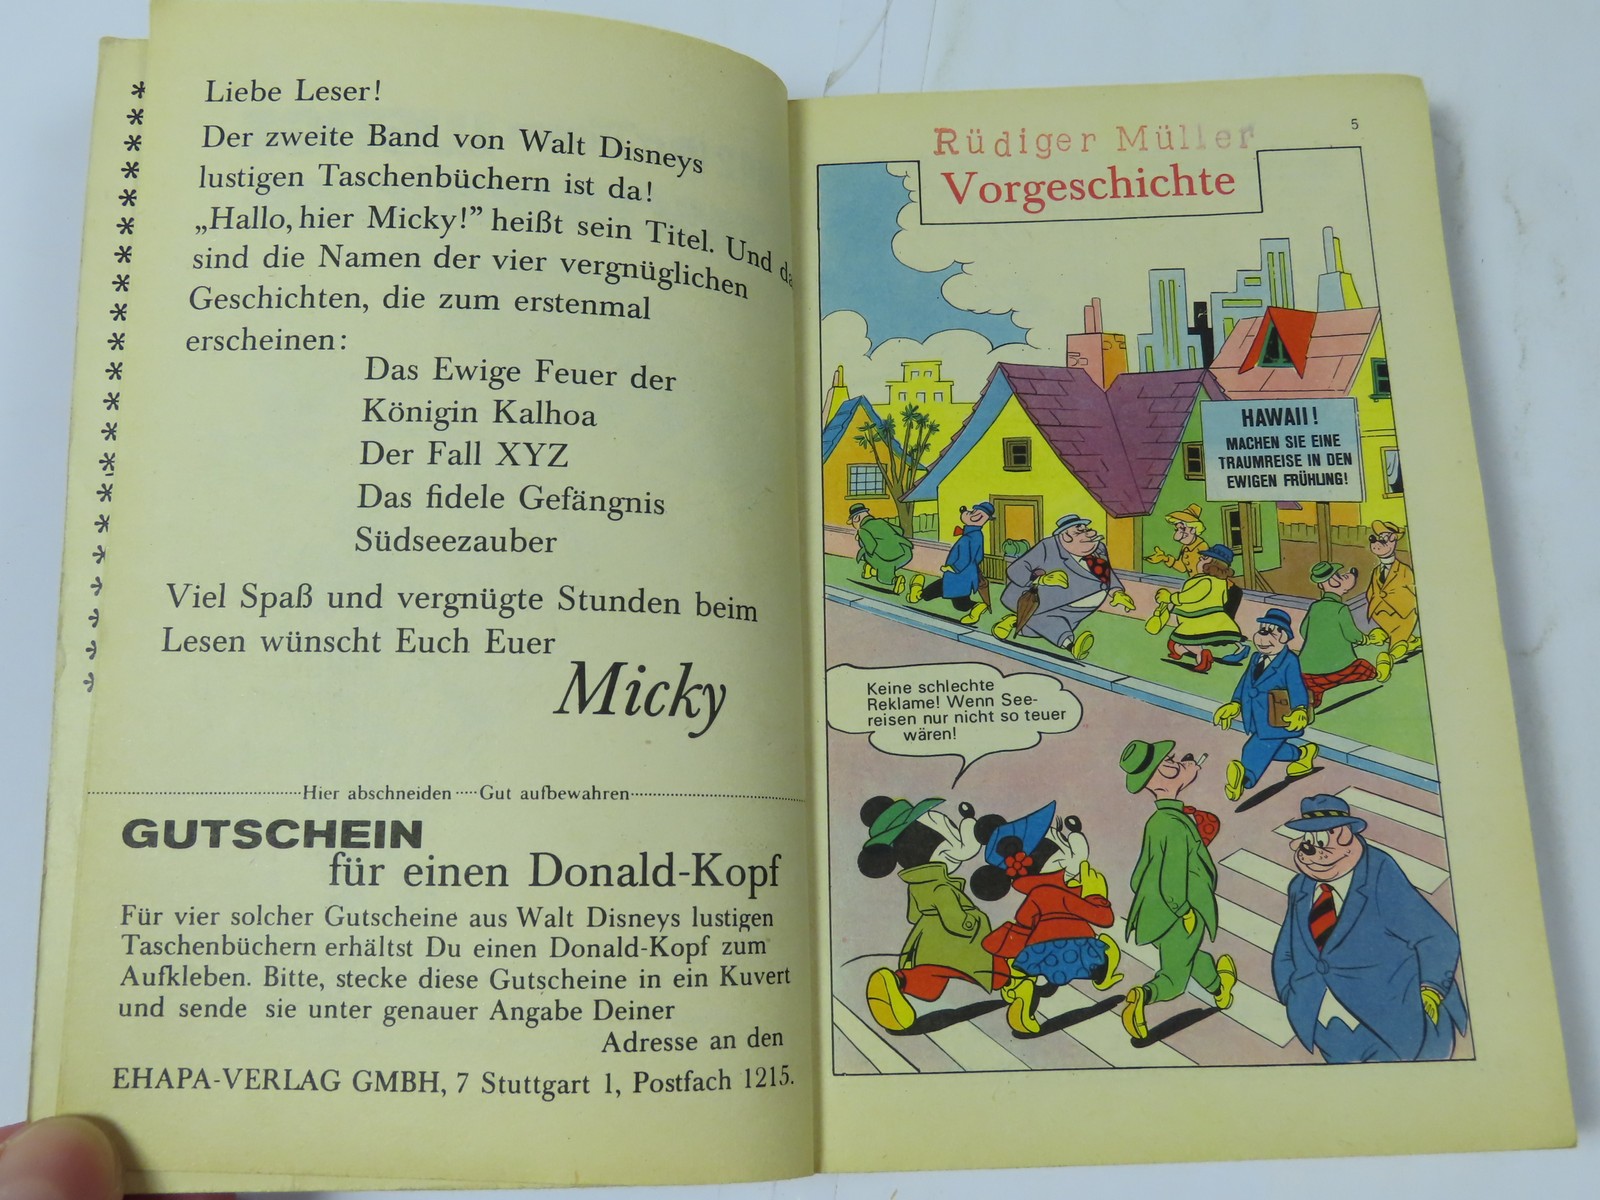 Liebe Leser!
Der zweite Band von Walt Disneys
lustigen Taschenbüchern ist da!
„Hallo, hier Micky!” heißt sein Titel. Und
sind die Namen der vier vergnüglichen
Geschichten, die zum erstenmal
erscheinen:
Das Ewige Feuer der
Königin Kalhoa
Der Fall XYZ
Das fidele Gefängnis
Südseezauber
Viel Spaß und vergnügte Stunden beim
Lesen wünscht Euch Euer
Micky
Hier abschneiden ···· Gut aufbewahren
GUTSCHEIN
für einen Donald-Kopf
Für vier solcher Gutscheine aus Walt Disneys lustigen
Taschenbüchern erhältst Du einen Donald-Kopf zum
Aufkleben. Bitte, stecke diese Gutscheine in ein Kuvert
und sende sie unter genauer Angabe Deiner
Adresse an den
EHAPA-VERLAG GMBH, 7 Stuttgart 1, Postfach 1215.
5
Rüdiger Müller
Vorgeschichte
HAWAII!
MACHEN SIE EINE
TRAUMREISE IN DEN
EWIGEN FRÜHLING!
Keine schlechte
Reklame! Wenn See-
reisen nur nicht so teuer
wären!